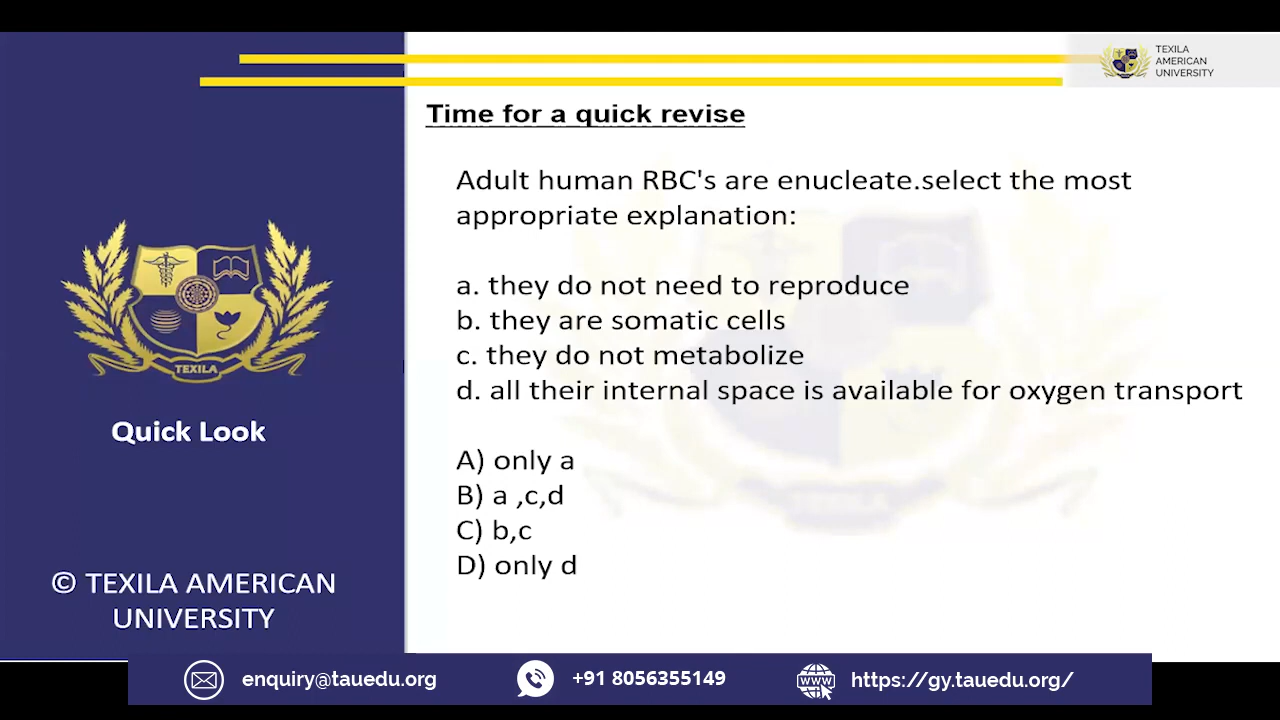 TEXILA
AMERICAN
UNIVERSITY
Time for a quick revise
Adult human RBC's are enucleate.select the most
appropriate explanation:
a. they do not need to reproduce
b. they are somatic cells
c. they do not metabolize
d. all their internal space is available for oxygen transport
A) only a
B) a ,c,d
C) b,c
D) only d
TEXILA
Quick Look
© TEXILA AMERICAN
UNIVERSITY
enquiry@tauedu.org
+91 8056355149
www
https://gy.tauedu.org/